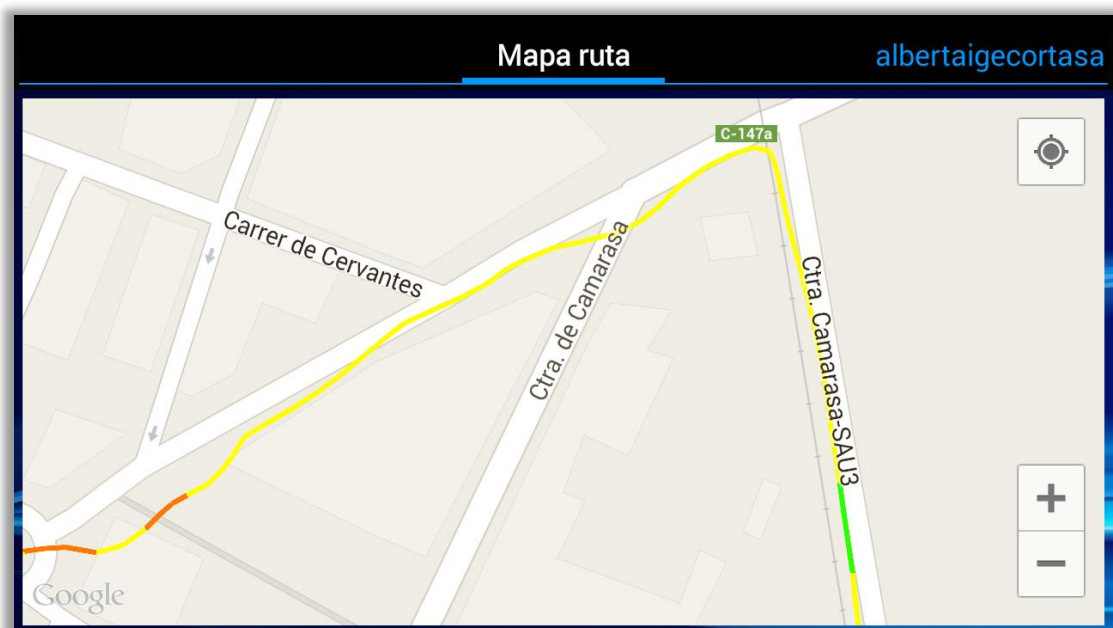 Mapa ruta
albertaigecortasa
C-147a
Carrer de Cervantes
Ctra. de Camarasa
Ctra. Camarasa-SAU3
Google